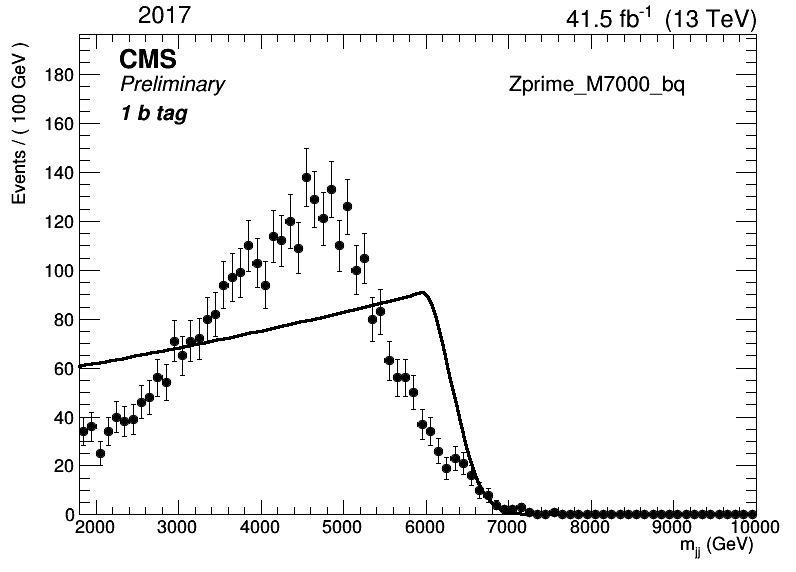 2017 41.5 fb⁻¹ (13 TeV)
CMS
Preliminary
Zprime_M7000_bq
1 b tag
Events / ( 100 GeV )
180
160
140
120
100
80
60
40
20
0
2000 3000 4000 5000 6000 7000 8000 9000 10000
m_jj (GeV)